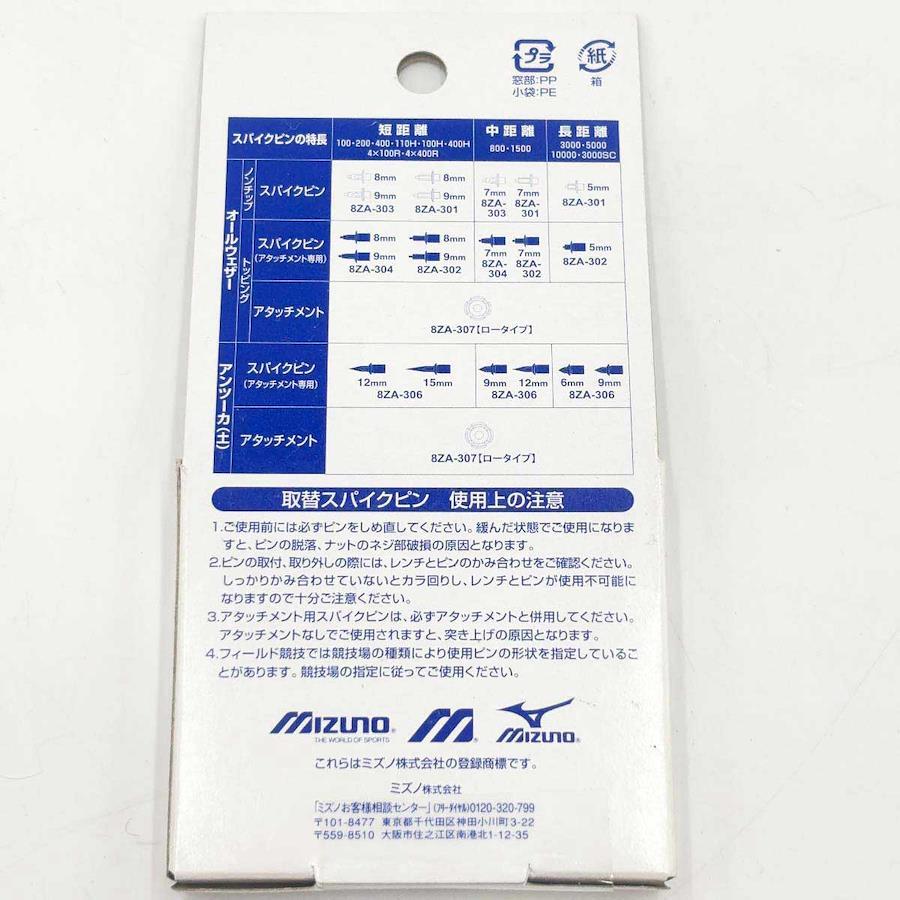 プラ
紙
窓部:PP
小袋:PE
箱
スパイクピンの特長
短距離
100・200・400・110H・100H・400H
4×100R・4×400R
中距離
800・1500
長距離
3000・5000
10000・3000SC
オールウェザー
ノンチップ
スパイクピン
8mm 8mm
9mm 9mm
8ZA-303 8ZA-301
7mm 7mm
8ZA-303 8ZA-301
5mm
8ZA-301
トッピング
スパイクピン
(アタッチメント専用)
8mm 8mm
9mm 9mm
8ZA-304 8ZA-302
7mm 7mm
8ZA-304 8ZA-302
5mm
8ZA-302
アタッチメント
8ZA-307【ロータイプ】
アンツーカ(土)
スパイクピン
(アタッチメント専用)
12mm 15mm
8ZA-306
9mm 12mm
8ZA-306
6mm 9mm
8ZA-306
アタッチメント
8ZA-307【ロータイプ】
取替スパイクピン 使用上の注意
1.ご使用前には必ずピンをしめ直してください。緩んだ状態でご使用になりま
すと、ピンの脱落、ナットのネジ部破損の原因となります。
2.ピンの取付、取り外しの際には、レンチとピンのかみ合わせをご確認ください。
しっかりかみ合わせていないとカラ回りし、レンチとピンが使用不可能に
なりますので十分ご注意ください。
3.アタッチメント用スパイクピンは、必ずアタッチメントと併用してください。
アタッチメントなしでご使用されますと、突き上げの原因となります。
4.フィールド競技では競技場の種類により使用ピンの形状を指定しているこ
とがあります。競技場の指定に従ってご使用ください。
MIZUNO®
THE WORLD OF SPORTS
M®
MIZUNO®
これらはミズノ株式会社の登録商標です。
ミズノ株式会社
「ミズノお客様相談センター」(フリーダイヤル)0120-320-799
〒101-8477 東京都千代田区神田小川町3-22
〒559-8510 大阪市住之江区南港北1-12-35